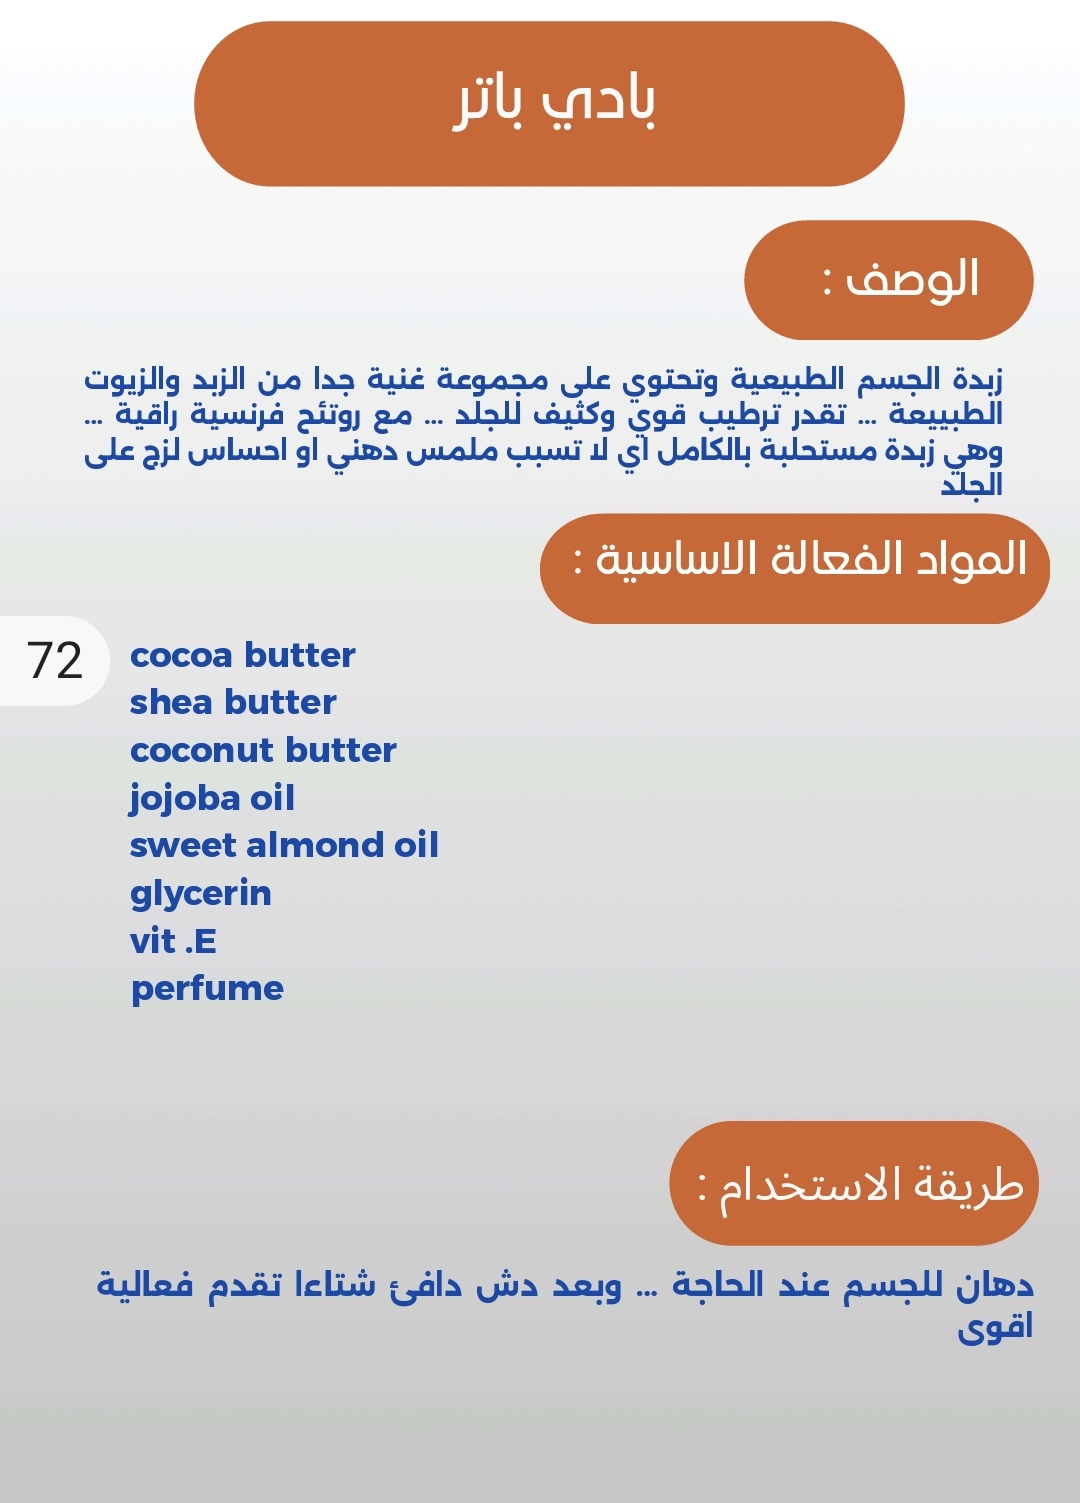 بادي باتر
الوصف :
زبدة الجسم الطبيعية وتحتوي على مجموعة غنية جدا من الزبد والزيوت
الطبييعة ... تقدر ترطيب قوي وكثيف للجلد ... مع روتئح فرنسية راقية ...
وهي زبدة مستحلبة بالكامل اي لا تسبب ملمس دهني او احساس لزج على
الجلد
المواد الفعالة الاساسية :
72
cocoa butter
shea butter
coconut butter
jojoba oil
sweet almond oil
glycerin
vit .E
perfume
طريقة الاستخدام :
دهان للجسم عند الحاجة ... وبعد دش دافئ شتاءا تقدم فعالية
اقوى